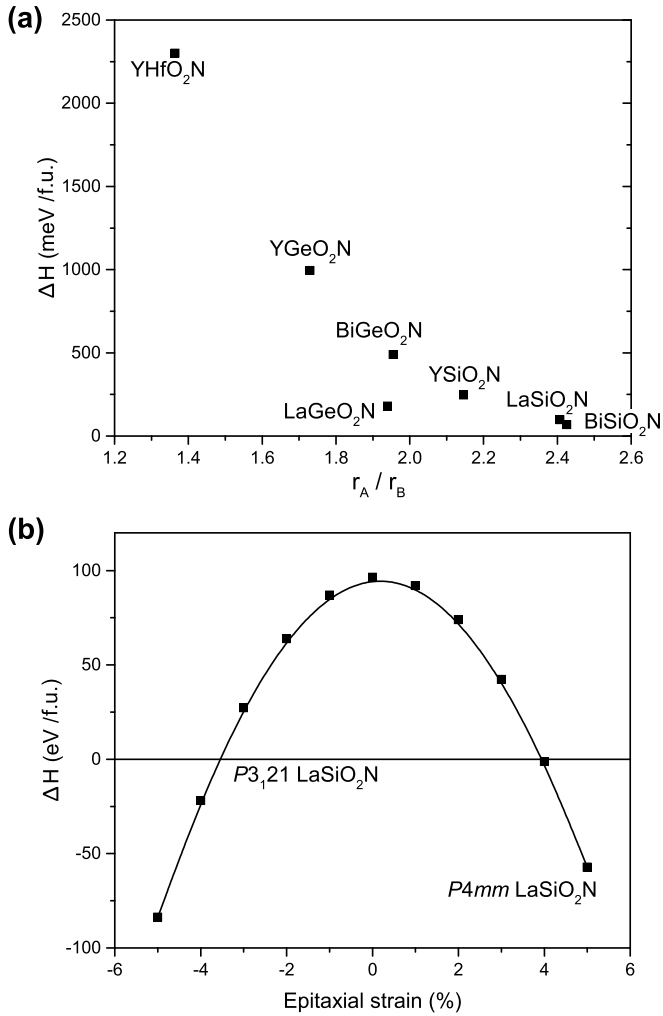 (a)
2500
2000
1500
1000
500
0
ΔH (meV /f.u.)
YHfO₂N
YGeO₂N
BiGeO₂N
YSiO₂N
LaGeO₂N
LaSiO₂N
BiSiO₂N
1.2 1.4 1.6 1.8 2.0 2.2 2.4 2.6
r_A / r_B
(b)
100
50
0
-50
-100
ΔH (eV /f.u.)
P3₁21 LaSiO₂N
P4mm LaSiO₂N
-6 -4 -2 0 2 4 6
Epitaxial strain (%)